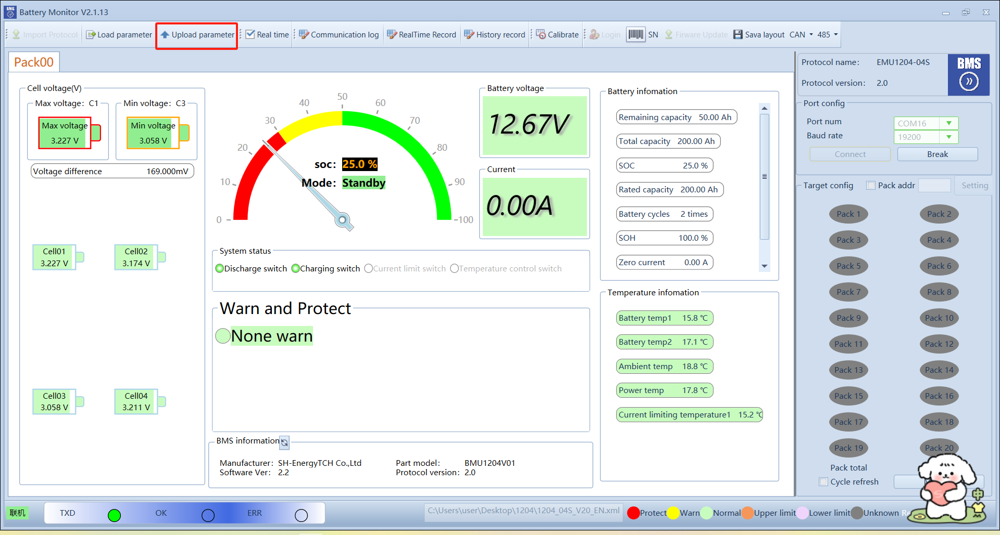 BMS Battery Monitor V2.1.13
Import Protocol Load parameter Upload parameter Real time Communication log RealTime Record History record Calibrate Login SN Firware Update Sava layout CAN 485
Pack00
Cell voltage(V)
Max voltage: C1
Max voltage
3.227 V
Min voltage: C3
Min voltage
3.058 V
Voltage difference 169.000mV
Cell01
3.227 V
Cell02
3.174 V
Cell03
3.058 V
Cell04
3.211 V
0
10
20
30
40
50
60
70
80
90
100
soc: 25.0 %
Mode: Standby
Battery voltage
12.67V
Current
0.00A
System status
Discharge switch Charging switch Current limit switch Temperature control switch
Warn and Protect
None warn
BMS information
Manufacturer: SH-EnergyTCH Co.,Ltd Part model: BMU1204V01
Software Ver: 2.2 Protocol version: 2.0
Battery infomation
Remaining capacity 50.00 Ah
Total capacity 200.00 Ah
SOC 25.0 %
Rated capacity 200.00 Ah
Battery cycles 2 times
SOH 100.0 %
Zero current 0.00 A
Temperature infomation
Battery temp1 15.8 ℃
Battery temp2 17.1 ℃
Ambient temp 18.8 ℃
Power temp 17.8 ℃
Current limiting temperature1 15.2 ℃
Protocol name: EMU1204-04S
Protocol version: 2.0
BMS
Port config
Port num COM16
Baud rate 19200
Connect Break
Target config Pack addr Setting
Pack 1 Pack 2
Pack 3 Pack 4
Pack 5 Pack 6
Pack 7 Pack 8
Pack 9 Pack 10
Pack 11 Pack 12
Pack 13 Pack 14
Pack 15 Pack 16
Pack 17 Pack 18
Pack 19 Pack 20
Pack total
Cycle refresh
中
联机 TXD OK ERR C:\Users\user\Desktop\1204\1204_04S_V20_EN.xml Protect Warn Normal Upper limit Lower limit Unknown